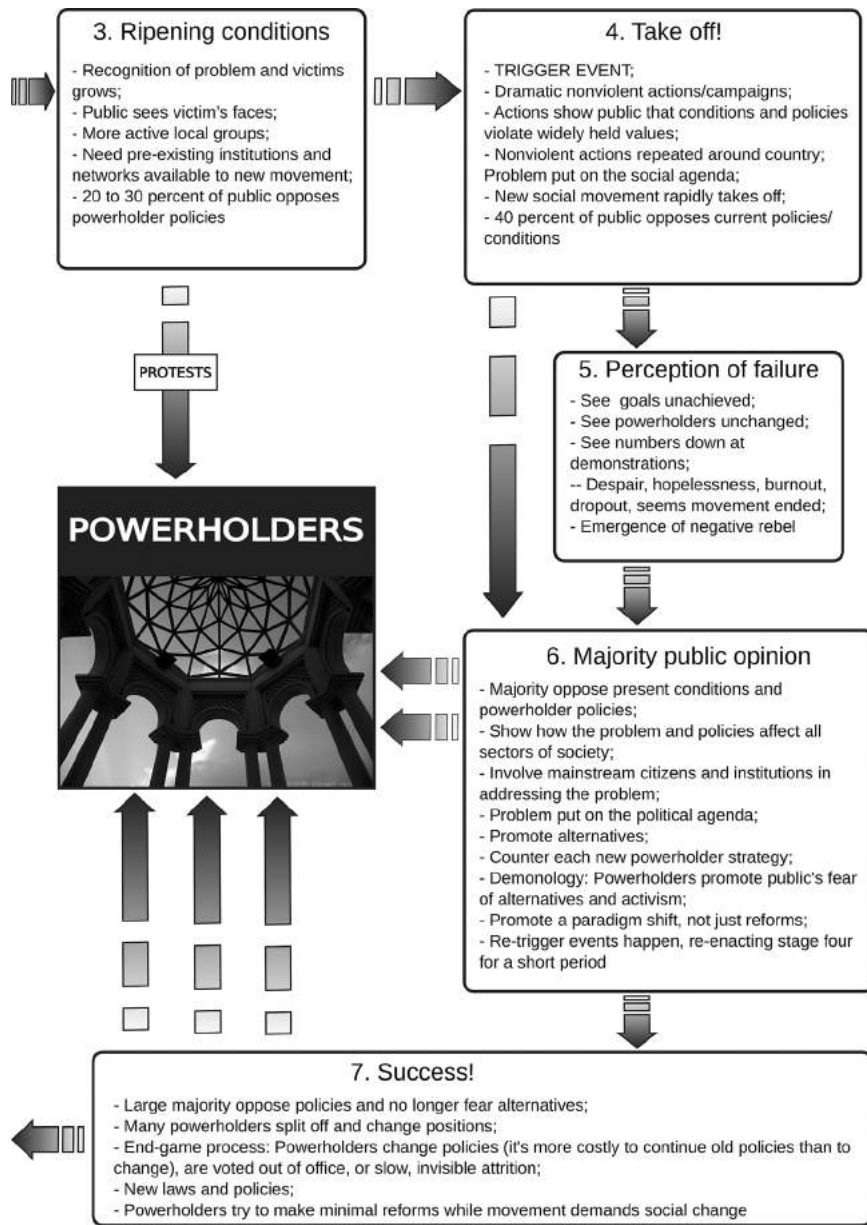 3. Ripening conditions
- Recognition of problem and victims
grows;
- Public sees victim's faces;
- More active local groups;
- Need pre-existing institutions and
networks available to new movement;
- 20 to 30 percent of public opposes
powerholder policies
4. Take off!
- TRIGGER EVENT;
- Dramatic nonviolent actions/campaigns;
- Actions show public that conditions and policies
violate widely held values;
- Nonviolent actions repeated around country;
Problem put on the social agenda;
- New social movement rapidly takes off;
- 40 percent of public opposes current policies/
conditions
PROTESTS
5. Perception of failure
- See goals unachieved;
- See powerholders unchanged;
- See numbers down at
demonstrations;
-- Despair, hopelessness, burnout,
dropout, seems movement ended;
- Emergence of negative rebel
POWERHOLDERS
6. Majority public opinion
- Majority oppose present conditions and
powerholder policies;
- Show how the problem and policies affect all
sectors of society;
- Involve mainstream citizens and institutions in
addressing the problem;
- Problem put on the political agenda;
- Promote alternatives;
- Counter each new powerholder strategy;
- Demonology: Powerholders promote public's fear
of alternatives and activism;
- Promote a paradigm shift, not just reforms;
- Re-trigger events happen, re-enacting stage four
for a short period
7. Success!
- Large majority oppose policies and no longer fear alternatives;
- Many powerholders split off and change positions;
- End-game process: Powerholders change policies (it's more costly to continue old policies than to
change), are voted out of office, or slow, invisible attrition;
- New laws and policies;
- Powerholders try to make minimal reforms while movement demands social change